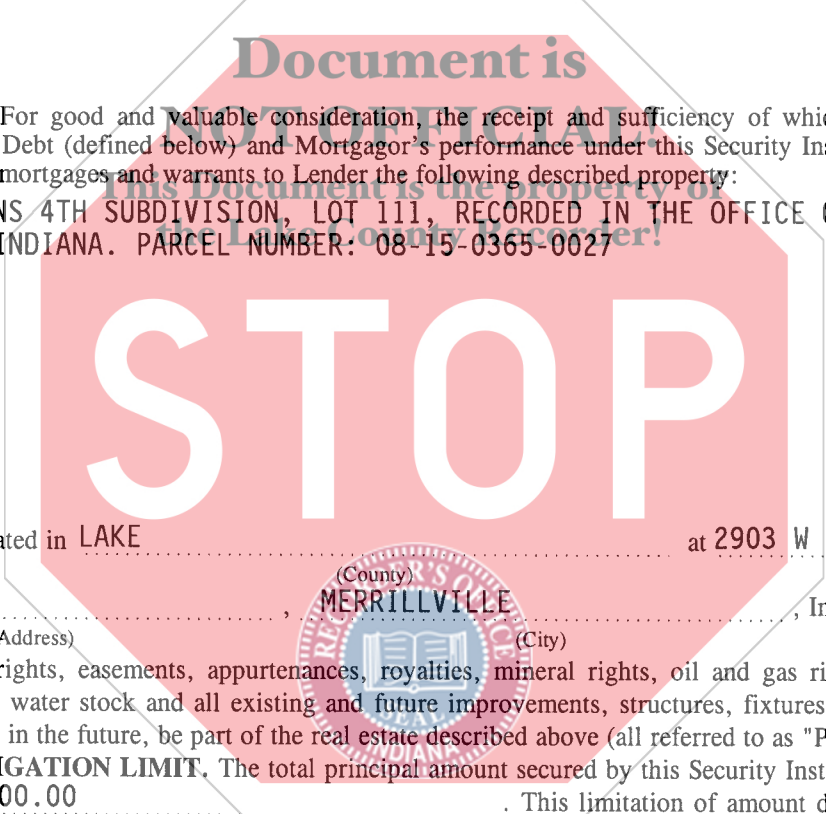 Document is
NOT OFFICIAL!
This Document is the property of
the Lake County Recorder!
For good and valuable consideration, the receipt and sufficiency of whic
Debt (defined below) and Mortgagor's performance under this Security Ins
mortgages and warrants to Lender the following described property:
NS 4TH SUBDIVISION, LOT 111, RECORDED IN THE OFFICE O
INDIANA. PARCEL NUMBER: 08-15-0365-0027
STOP
ated in LAKE at 2903 W
(County)
, MERRILLVILLE , In
Address) (City)
rights, easements, appurtenances, royalties, mineral rights, oil and gas ri
water stock and all existing and future improvements, structures, fixtures
in the future, be part of the real estate described above (all referred to as "P
IGATION LIMIT. The total principal amount secured by this Security Inst
00.00 . This limitation of amount d
RECORDER'S OFFICE
SEAL
INDIANA